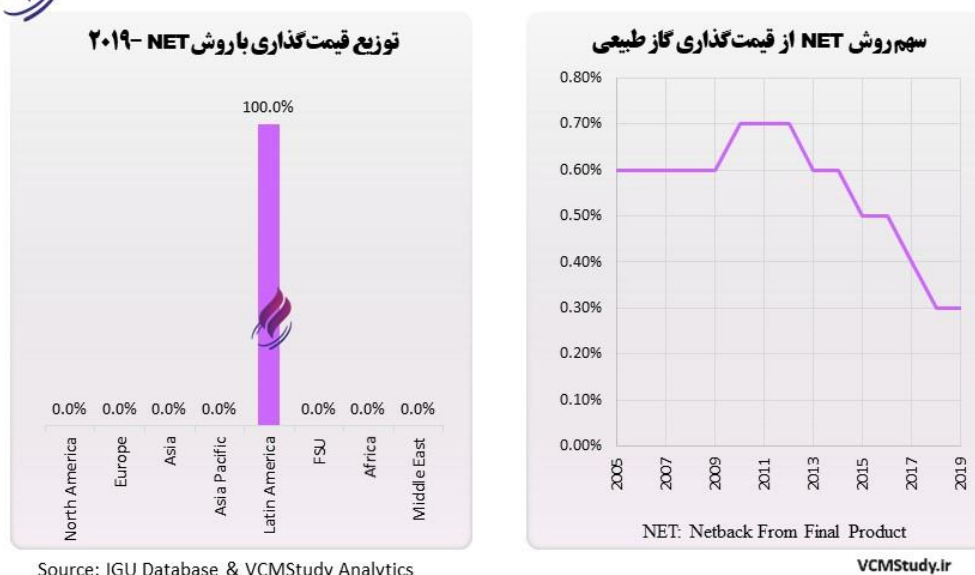 توزیع قیمت‌گذاری با روش NET -۲۰۱۹
100.0%
0.0% 0.0% 0.0% 0.0% 0.0% 0.0% 0.0%
North America
Europe
Asia
Asia Pacific
Latin America
FSU
Africa
Middle East
سهم روش NET از قیمت‌گذاری گاز طبیعی
0.80%
0.70%
0.60%
0.50%
0.40%
0.30%
0.20%
0.10%
0.00%
2005
2007
2009
2011
2013
2015
2017
2019
NET: Netback From Final Product
Source: IGU Database & VCMStudy Analytics
VCMStudy.ir